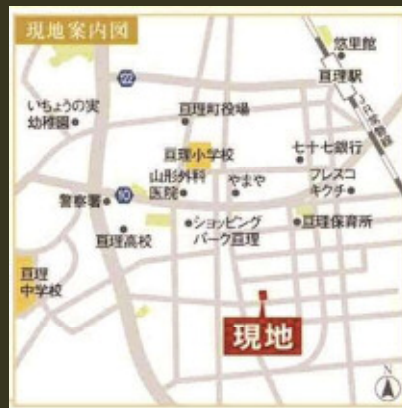 現地案内図
悠里館
亘理駅
JR常磐線
122
いちょうの実
幼稚園
亘理町役場
亘理小学校
七十七銀行
山形外科
医院
やまや
フレスコ
キクチ
警察署
10
亘理高校
ショッピング
パーク亘理
亘理保育所
亘理
中学校
現地
N